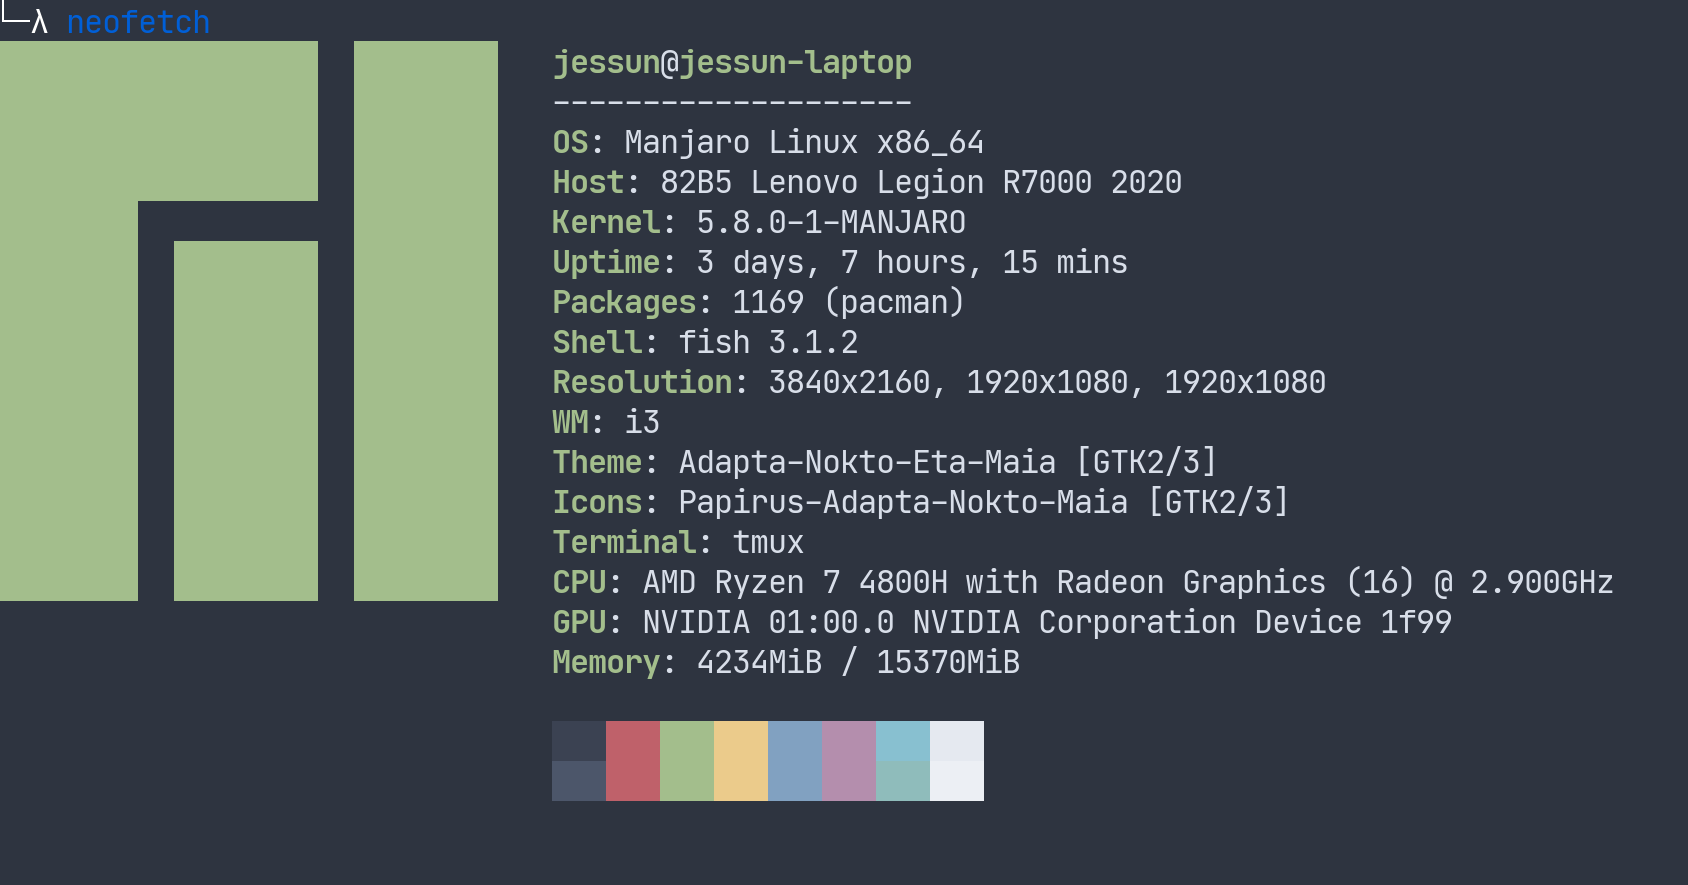 └─λ neofetch
jessun@jessun-laptop
--------------------
OS: Manjaro Linux x86_64
Host: 82B5 Lenovo Legion R7000 2020
Kernel: 5.8.0-1-MANJARO
Uptime: 3 days, 7 hours, 15 mins
Packages: 1169 (pacman)
Shell: fish 3.1.2
Resolution: 3840x2160, 1920x1080, 1920x1080
WM: i3
Theme: Adapta-Nokto-Eta-Maia [GTK2/3]
Icons: Papirus-Adapta-Nokto-Maia [GTK2/3]
Terminal: tmux
CPU: AMD Ryzen 7 4800H with Radeon Graphics (16) @ 2.900GHz
GPU: NVIDIA 01:00.0 NVIDIA Corporation Device 1f99
Memory: 4234MiB / 15370MiB